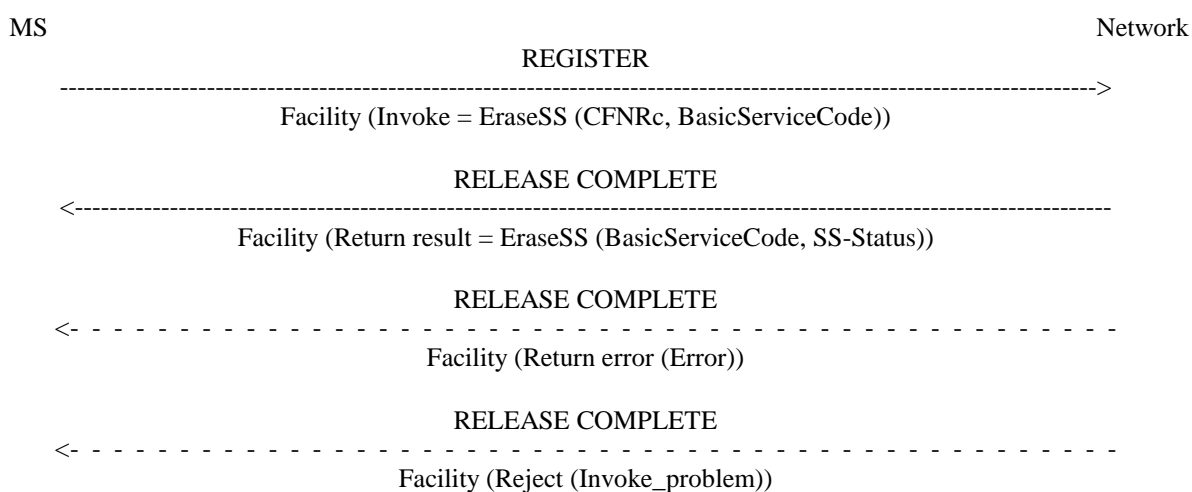 MS Network
REGISTER
Facility (Invoke = EraseSS (CFNRc, BasicServiceCode))
RELEASE COMPLETE
Facility (Return result = EraseSS (BasicServiceCode, SS-Status))
RELEASE COMPLETE
Facility (Return error (Error))
RELEASE COMPLETE
Facility (Reject (Invoke_problem))